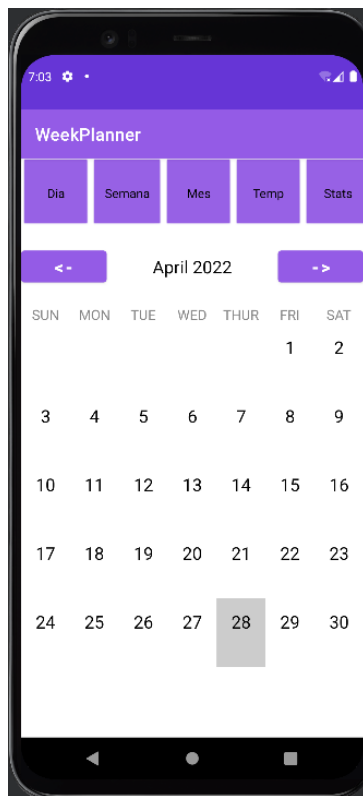 7:03
WeekPlanner
Dia Semana Mes Temp Stats
<- April 2022 ->
SUN MON TUE WED THUR FRI SAT
1 2
3 4 5 6 7 8 9
10 11 12 13 14 15 16
17 18 19 20 21 22 23
24 25 26 27 28 29 30